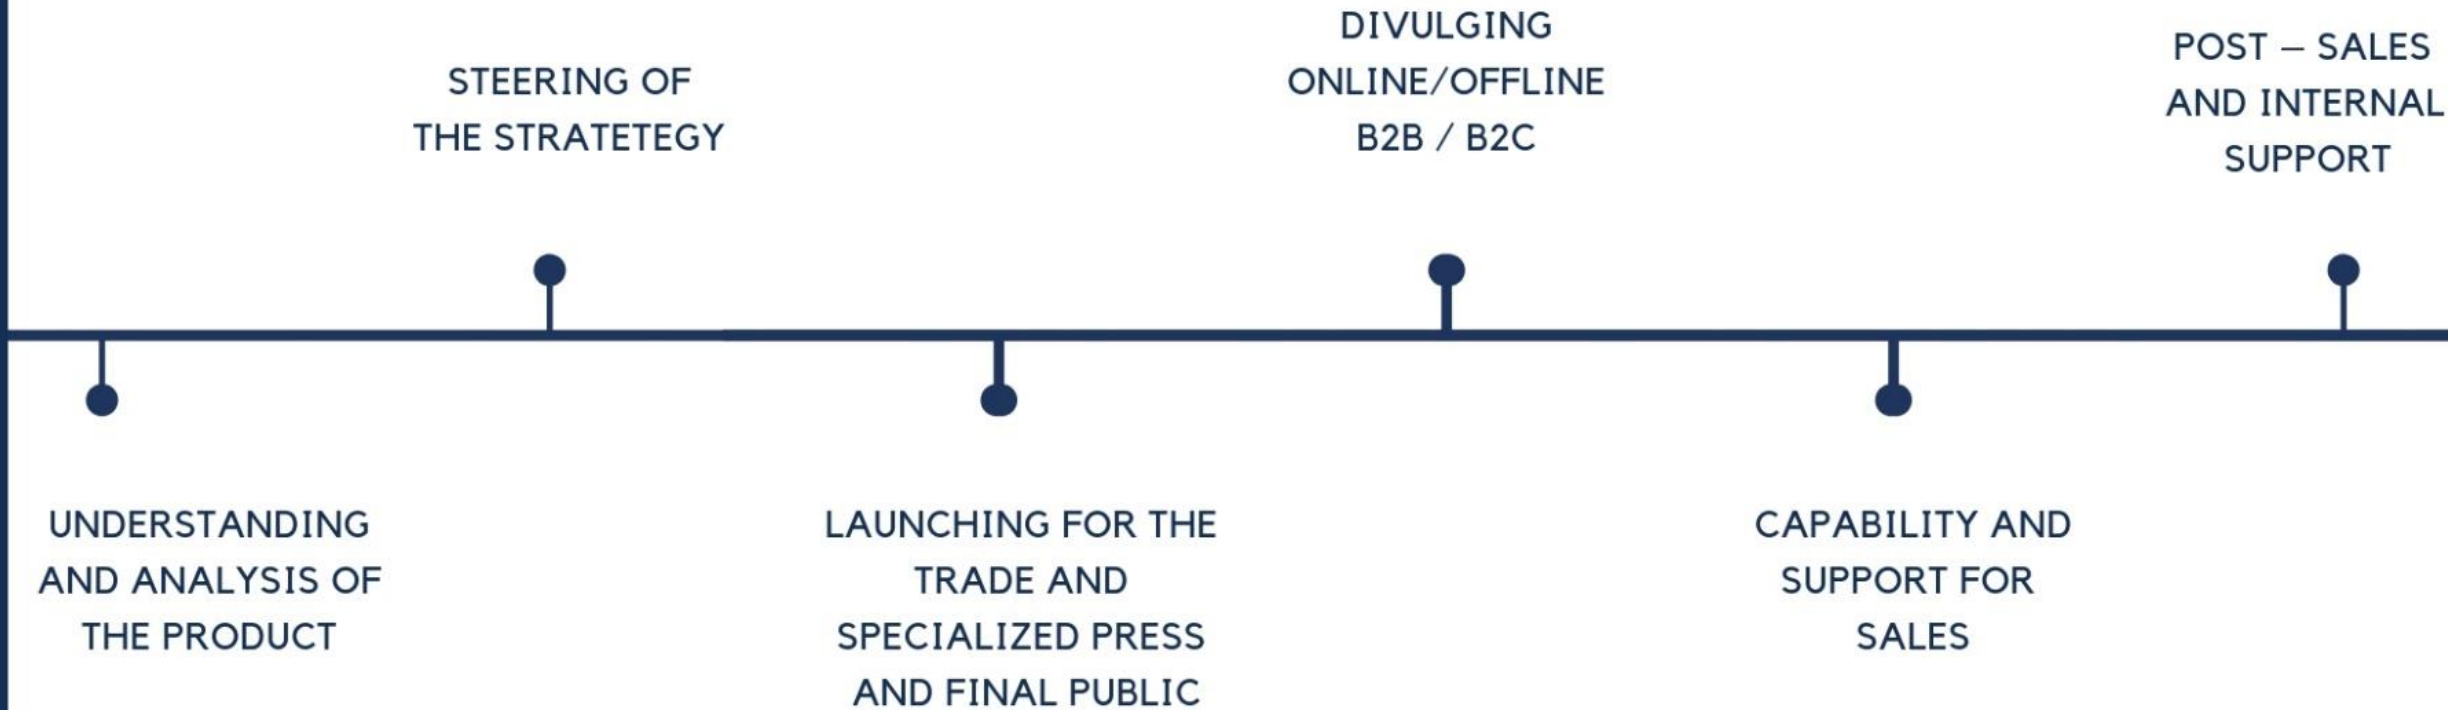 UNDERSTANDING
AND ANALYSIS OF
THE PRODUCT
STEERING OF
THE STRATETEGY
LAUNCHING FOR THE
TRADE AND
SPECIALIZED PRESS
AND FINAL PUBLIC
DIVULGING
ONLINE/OFFLINE
B2B / B2C
CAPABILITY AND
SUPPORT FOR
SALES
POST – SALES
AND INTERNAL
SUPPORT